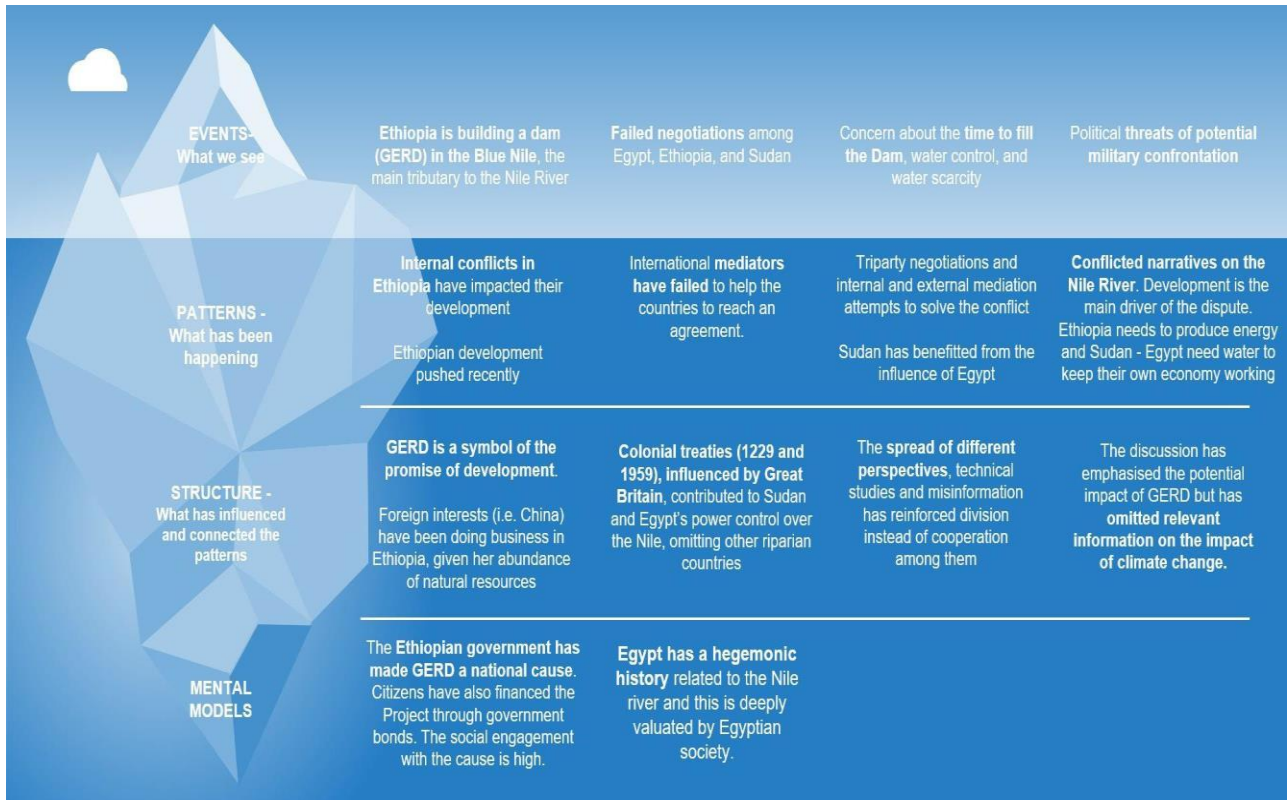 EVENTS-
What we see
Ethiopia is building a dam
(GERD) in the Blue Nile, the
main tributary to the Nile River
Failed negotiations among
Egypt, Ethiopia, and Sudan
Concern about the time to fill
the Dam, water control, and
water scarcity
Political threats of potential
military confrontation
PATTERNS -
What has been
happening
Internal conflicts in
Ethiopia have impacted their
development
Ethiopian development
pushed recently
International mediators
have failed to help the
countries to reach an
agreement.
Triparty negotiations and
internal and external mediation
attempts to solve the conflict
Sudan has benefitted from the
influence of Egypt
Conflicted narratives on the
Nile River. Development is the
main driver of the dispute.
Ethiopia needs to produce energy
and Sudan - Egypt need water to
keep their own economy working
STRUCTURE -
What has influenced
and connected the
patterns
GERD is a symbol of the
promise of development.
Foreign interests (i.e. China)
have been doing business in
Ethiopia, given her abundance
of natural resources
Colonial treaties (1229 and
1959), influenced by Great
Britain, contributed to Sudan
and Egypt's power control over
the Nile, omitting other riparian
countries
The spread of different
perspectives, technical
studies and misinformation
has reinforced division
instead of cooperation
among them
The discussion has
emphasised the potential
impact of GERD but has
omitted relevant
information on the impact
of climate change.
MENTAL
MODELS
The Ethiopian government has
made GERD a national cause.
Citizens have also financed the
Project through government
bonds. The social engagement
with the cause is high.
Egypt has a hegemonic
history related to the Nile
river and this is deeply
valuated by Egyptian
society.